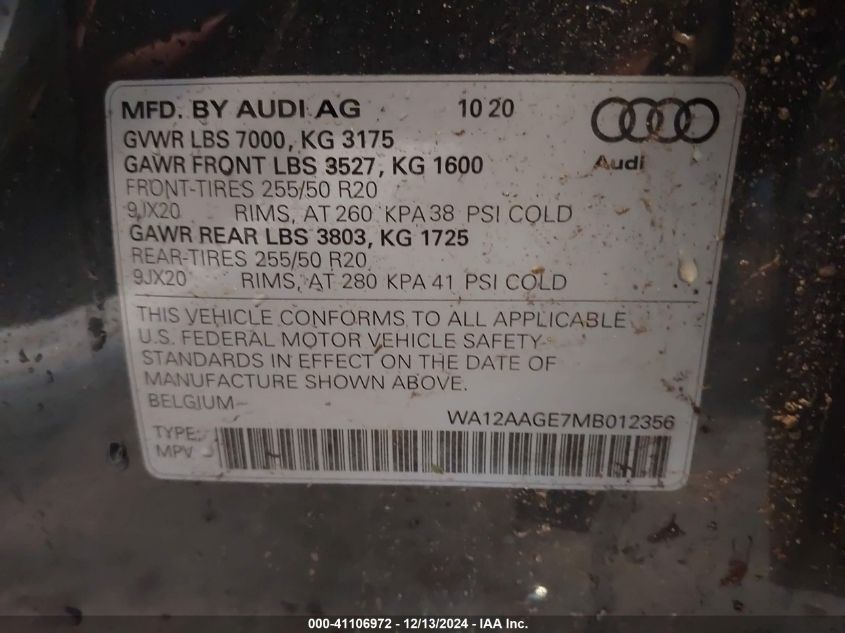 MFD. BY AUDI AG 10 20
GVWR LBS 7000, KG 3175
GAWR FRONT LBS 3527, KG 1600
Audi
FRONT-TIRES 255/50 R20
9JX20 RIMS, AT 260 KPA 38 PSI COLD
GAWR REAR LBS 3803, KG 1725
REAR-TIRES 255/50 R20
9JX20 RIMS, AT 280 KPA 41 PSI COLD
THIS VEHICLE CONFORMS TO ALL APPLICABLE
U.S. FEDERAL MOTOR VEHICLE SAFETY
STANDARDS IN EFFECT ON THE DATE OF
MANUFACTURE SHOWN ABOVE.
BELGIUM
WA12AAGE7MB012356
TYPE:
MPV
000-41106972 - 12/13/2024 - IAA Inc.